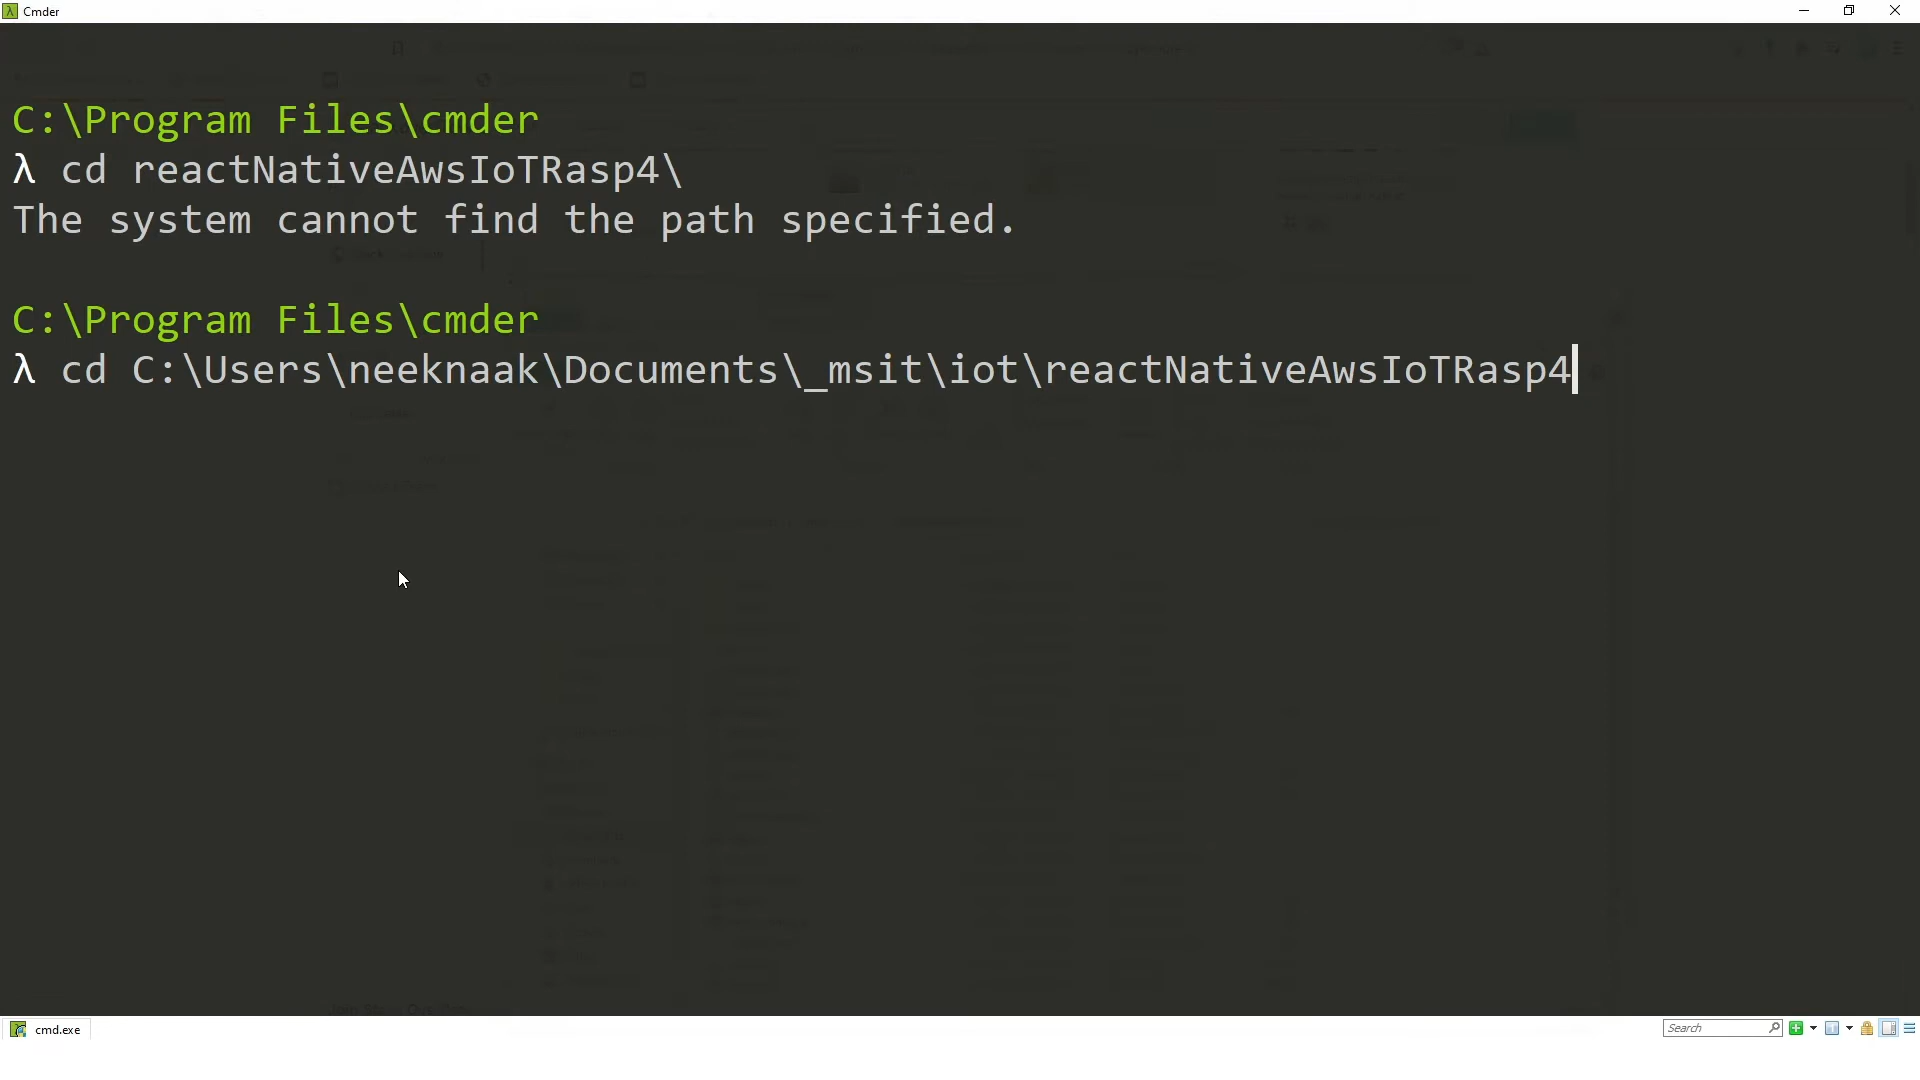 Cmder
C:\Program Files\cmder
λ cd reactNativeAwsIoTRasp4\
The system cannot find the path specified.
C:\Program Files\cmder
λ cd C:\Users\neeknaak\Documents\_msit\iot\reactNativeAwsIoTRasp4
cmd.exe
Search